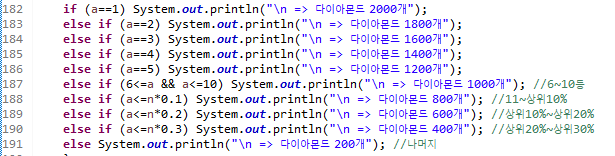 182 if (a==1) System.out.println("\n => 다이아몬드 2000개");
183 else if (a==2) System.out.println("\n => 다이아몬드 1800개");
184 else if (a==3) System.out.println("\n => 다이아몬드 1600개");
185 else if (a==4) System.out.println("\n => 다이아몬드 1400개");
186 else if (a==5) System.out.println("\n => 다이아몬드 1200개");
187 else if (6<=a && a<=10) System.out.println("\n => 다이아몬드 1000개"); //6~10등
188 else if (a<=n*0.1) System.out.println("\n => 다이아몬드 800개"); //11~상위10%
189 else if (a<=n*0.2) System.out.println("\n => 다이아몬드 600개"); //상위10%~상위20%
190 else if (a<=n*0.3) System.out.println("\n => 다이아몬드 400개"); //상위20%~상위30%
191 else System.out.println("\n => 다이아몬드 200개"); //나머지